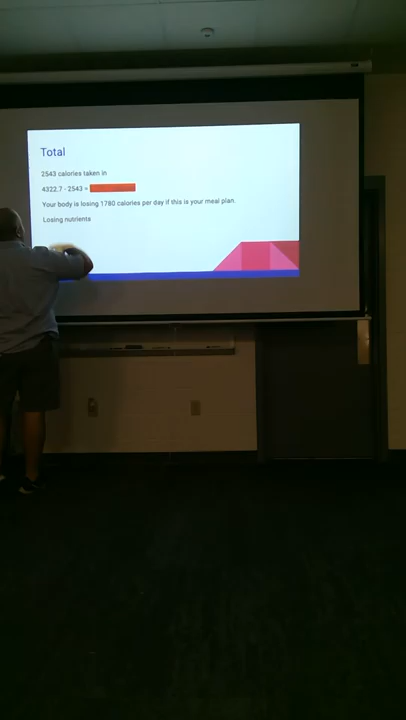 Total
2543 calories taken in
4322.7 - 2543 =
Your body is losing 1780 calories per day if this is your meal plan.
Losing nutrients